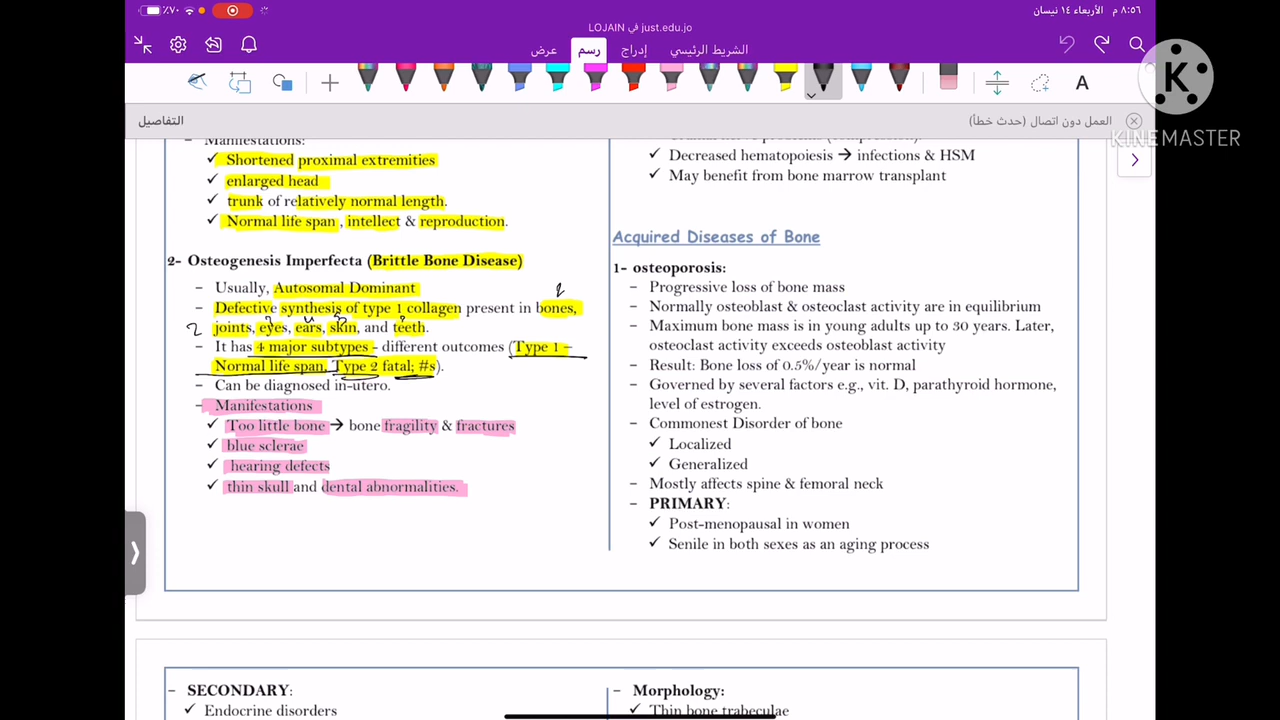 ٪٧٠
٨:٥٦ م الأربعاء ١٤ نيسان
LOJAIN في just.edu.jo
عرض رسم إدراج الشريط الرئيسي
A
K
KINEMASTER
التفاصيل
العمل دون اتصال (حدث خطأ)
Manifestations:
✓ Shortened proximal extremities
✓ enlarged head
✓ trunk of relatively normal length.
✓ Normal life span , intellect & reproduction.
2- Osteogenesis Imperfecta (Brittle Bone Disease)
- Usually, Autosomal Dominant
- Defective synthesis of type 1 collagen present in bones,
joints, eyes, ears, skin, and teeth.
- It has 4 major subtypes - different outcomes (Type 1 –
Normal life span, Type 2 fatal; #s).
- Can be diagnosed in-utero.
- Manifestations
✓ Too little bone → bone fragility & fractures
✓ blue sclerae
✓ hearing defects
✓ thin skull and dental abnormalities.
✓ Decreased hematopoiesis → infections & HSM
✓ May benefit from bone marrow transplant
Acquired Diseases of Bone
1- osteoporosis:
- Progressive loss of bone mass
- Normally osteoblast & osteoclast activity are in equilibrium
- Maximum bone mass is in young adults up to 30 years. Later,
osteoclast activity exceeds osteoblast activity
- Result: Bone loss of 0.5%/year is normal
- Governed by several factors e.g., vit. D, parathyroid hormone,
level of estrogen.
- Commonest Disorder of bone
✓ Localized
✓ Generalized
- Mostly affects spine & femoral neck
- PRIMARY:
✓ Post-menopausal in women
✓ Senile in both sexes as an aging process
- SECONDARY:
✓ Endocrine disorders
- Morphology:
✓ Thin bone trabeculae